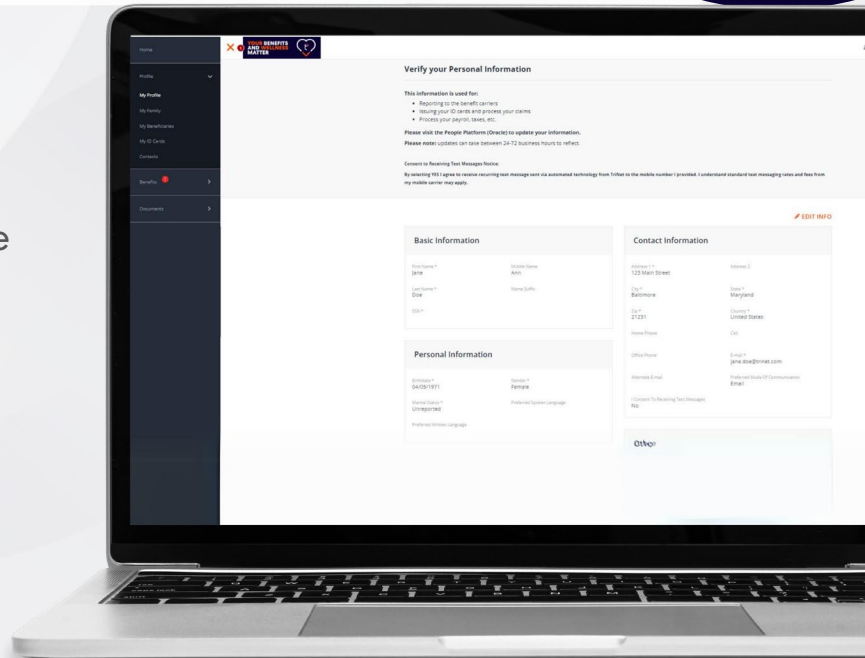 e
Home
Profile
My Profile
My Family
My Beneficiaries
My ID Cards
Contacts
Benefits
Documents
YOUR BENEFITS
AND WELLNESS
MATTER
Verify your Personal Information
This information is used for:
• Reporting to the benefit carriers
• Issuing your ID cards and process your claims
• Process your payroll, taxes, etc.
Please visit the People Platform (Oracle) to update your information.
Please note: updates can take between 24-72 business hours to reflect.
Consent to Receiving Text Messages Notice:
By selecting YES I agree to receive recurring text message sent via automated technology from TriNet to the mobile number I provided. I understand standard text messaging rates and fees from
my mobile carrier may apply.
EDIT INFO
Basic Information
First Name * Middle Name
Jane Ann
Last Name * Name Suffix
Doe
SSN *
Personal Information
Birthdate * Gender *
04/05/1971 Female
Marital Status * Preferred Spoken Language
Unreported
Preferred Written Language
Contact Information
Address 1 * Address 2
123 Main Street
City * State *
Baltimore Maryland
Zip * Country *
21231 United States
Home Phone Cell
Office Phone E-mail *
jane.doe@trinet.com
Alternate E-mail Preferred Mode Of Communication
Email
I Consent To Receiving Text Messages
No
Other